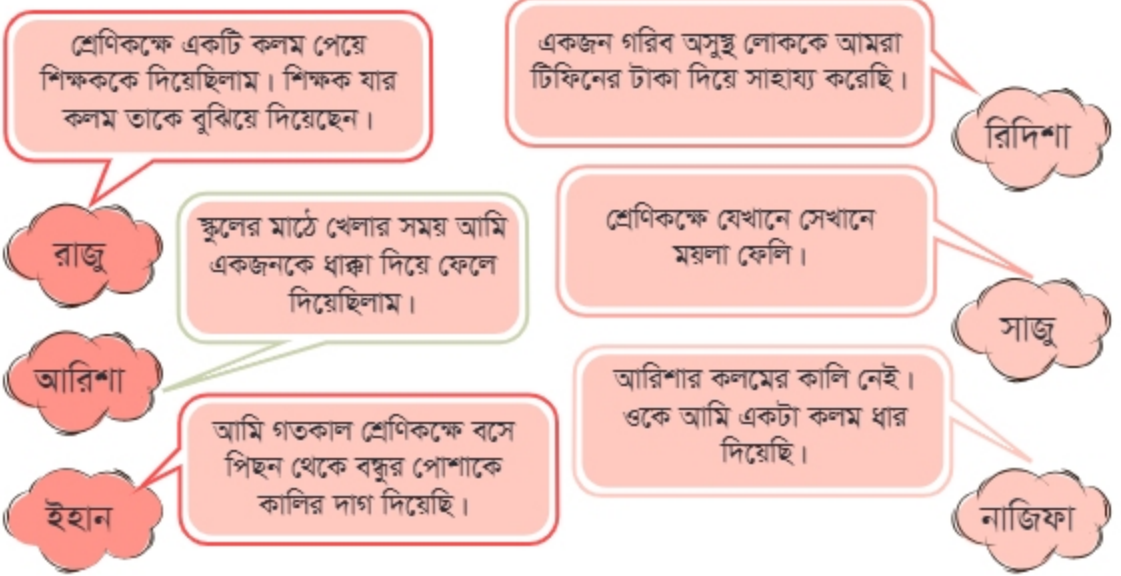 শ্রেণিকক্ষে একটি কলম পেয়ে
শিক্ষককে দিয়েছিলাম। শিক্ষক যার
কলম তাকে বুঝিয়ে দিয়েছেন।
রাজু
একজন গরিব অসুস্থ লোককে আমরা
টিফিনের টাকা দিয়ে সাহায্য করেছি।
রিদিশা
স্কুলের মাঠে খেলার সময় আমি
একজনকে ধাক্কা দিয়ে ফেলে
দিয়েছিলাম।
আরিশা
শ্রেণিকক্ষে যেখানে সেখানে
ময়লা ফেলি।
সাজু
আমি গতকাল শ্রেণিকক্ষে বসে
পিছন থেকে বন্ধুর পোশাকে
কালির দাগ দিয়েছি।
ইহান
আরিশার কলমের কালি নেই।
ওকে আমি একটা কলম ধার
দিয়েছি।
নাজিফা